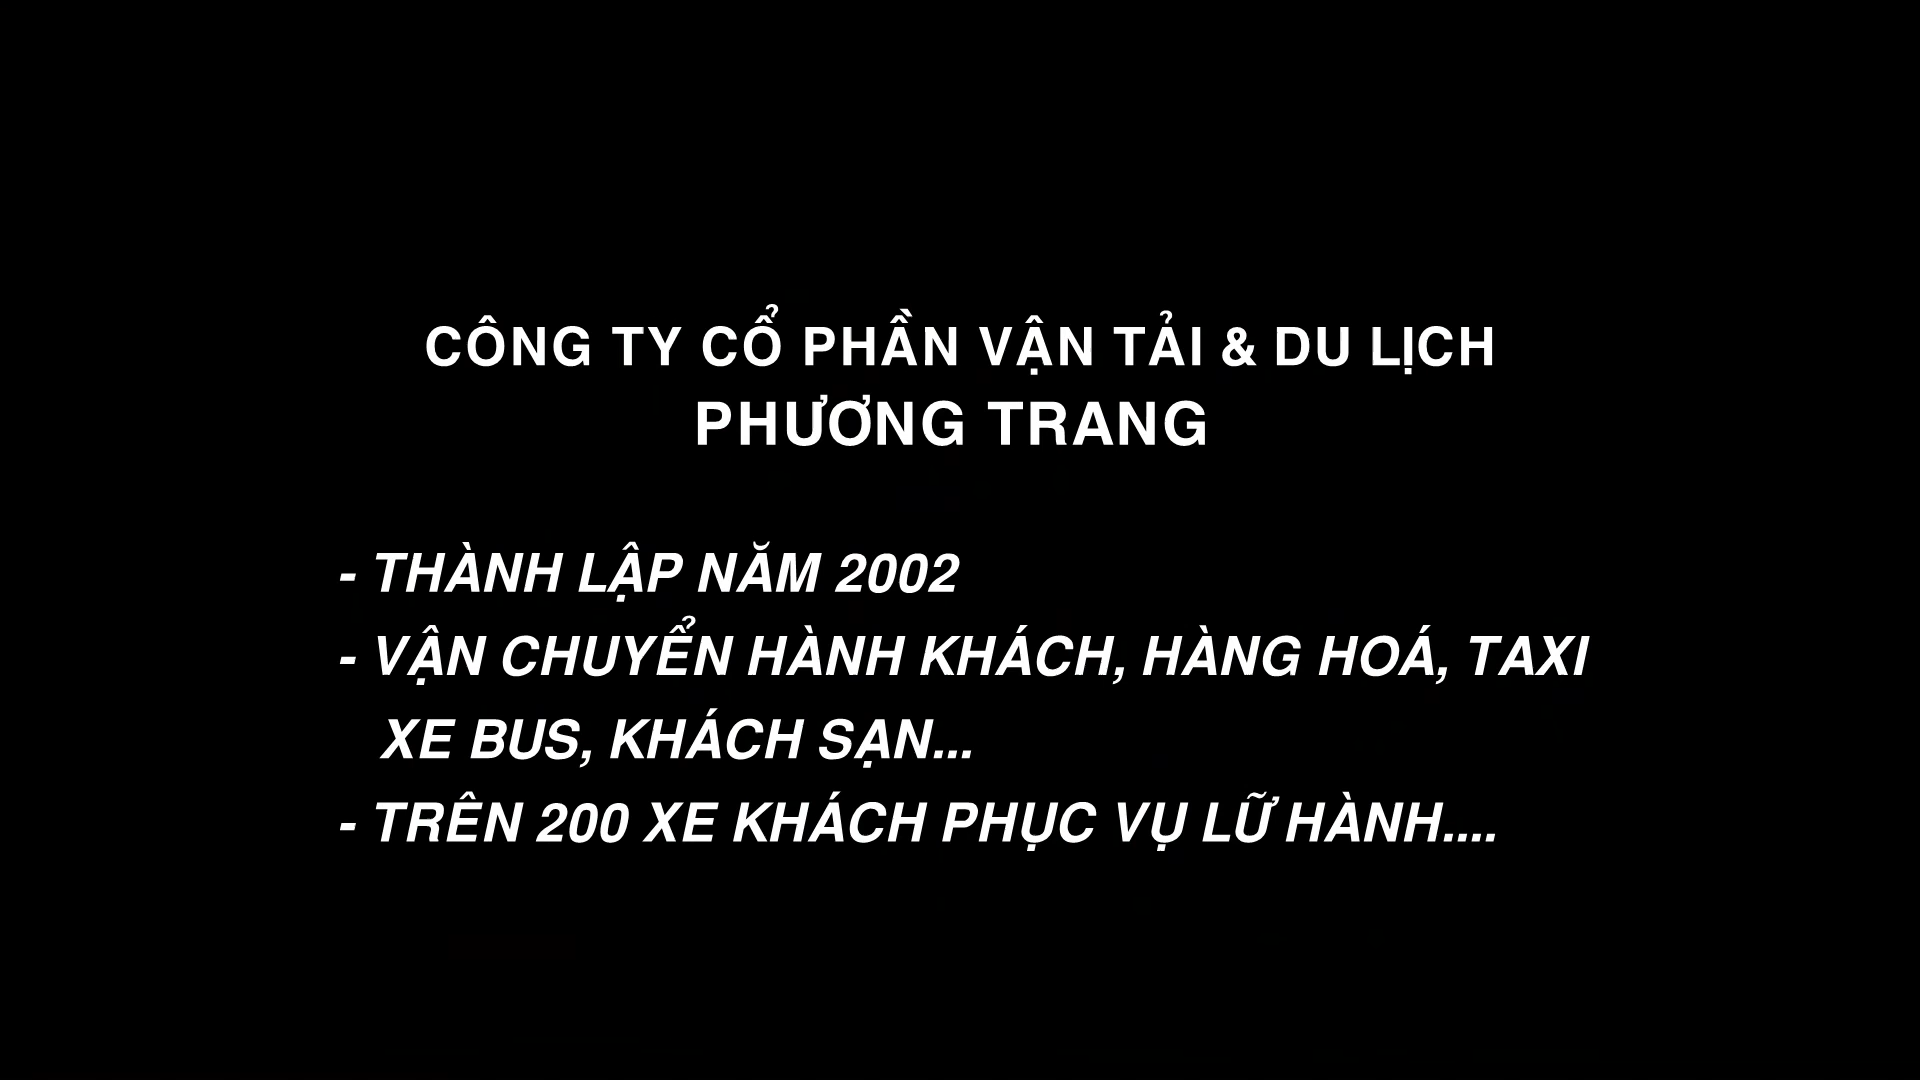 CÔNG TY CỔ PHẦN VẬN TẢI & DU LỊCH
PHƯƠNG TRANG
- THÀNH LẬP NĂM 2002
- VẬN CHUYỂN HÀNH KHÁCH, HÀNG HOÁ, TAXI
XE BUS, KHÁCH SẠN...
- TRÊN 200 XE KHÁCH PHỤC VỤ LỮ HÀNH....